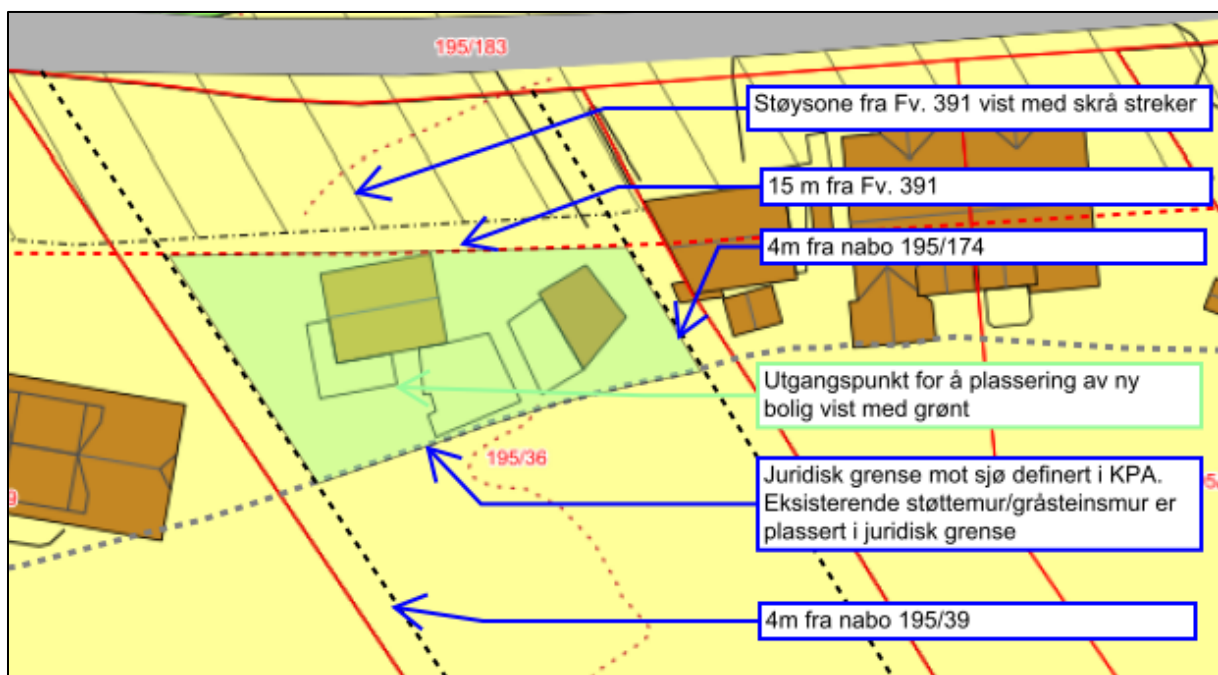 195/183
Støysone fra Fv. 391 vist med skrå streker
15 m fra Fv. 391
4m fra nabo 195/174
Utgangspunkt for å plassering av ny
bolig vist med grønt
195/36
Juridisk grense mot sjø definert i KPA.
Eksisterende støttemur/gråsteinsmur er
plassert i juridisk grense
4m fra nabo 195/39